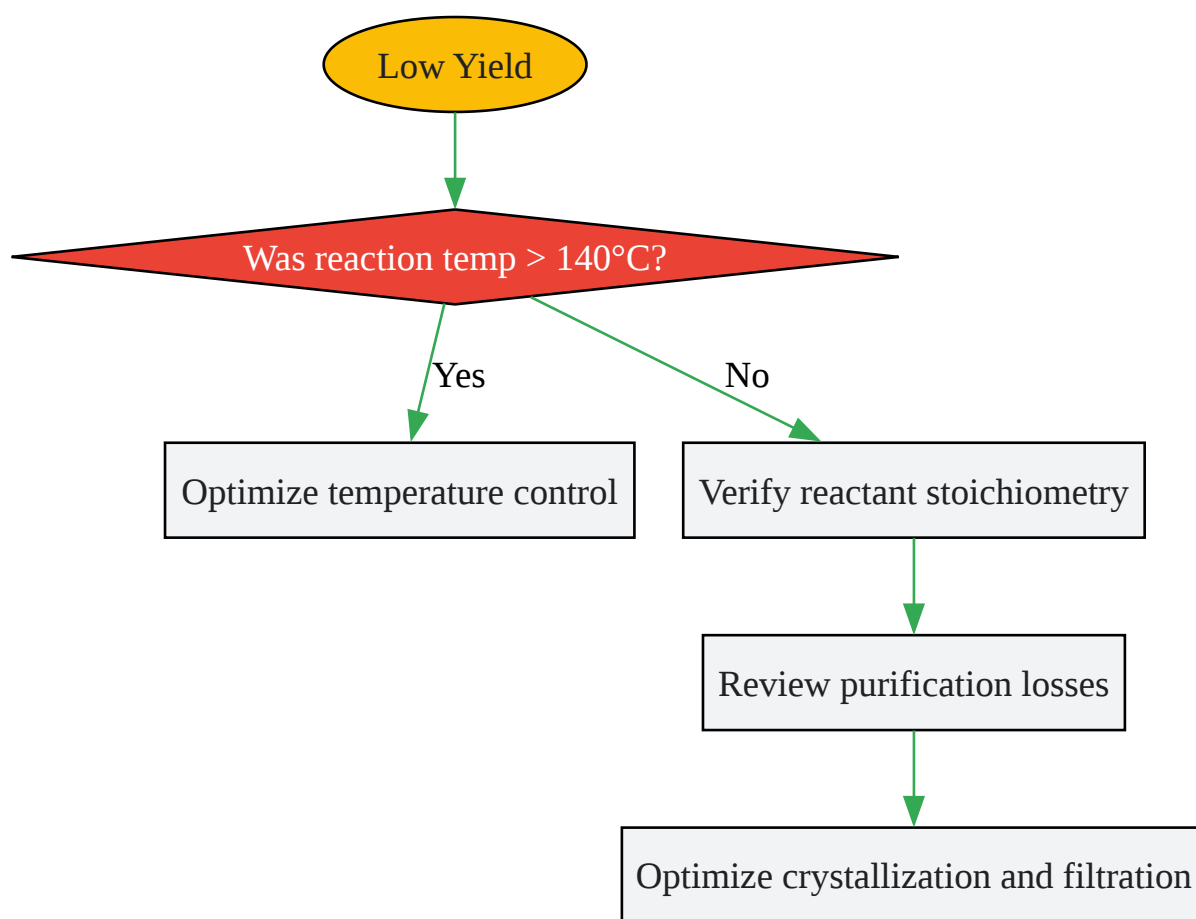 Low Yield
Was reaction temp > 140°C?
Yes
No
Optimize temperature control
Verify reactant stoichiometry
Review purification losses
Optimize crystallization and filtration